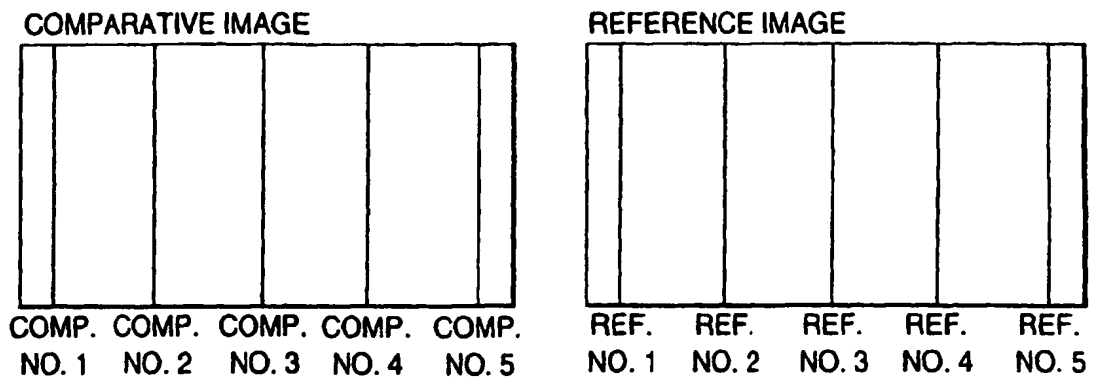 COMPARATIVE IMAGE
COMP. NO. 1
COMP. NO. 2
COMP. NO. 3
COMP. NO. 4
COMP. NO. 5
REFERENCE IMAGE
REF. NO. 1
REF. NO. 2
REF. NO. 3
REF. NO. 4
REF. NO. 5